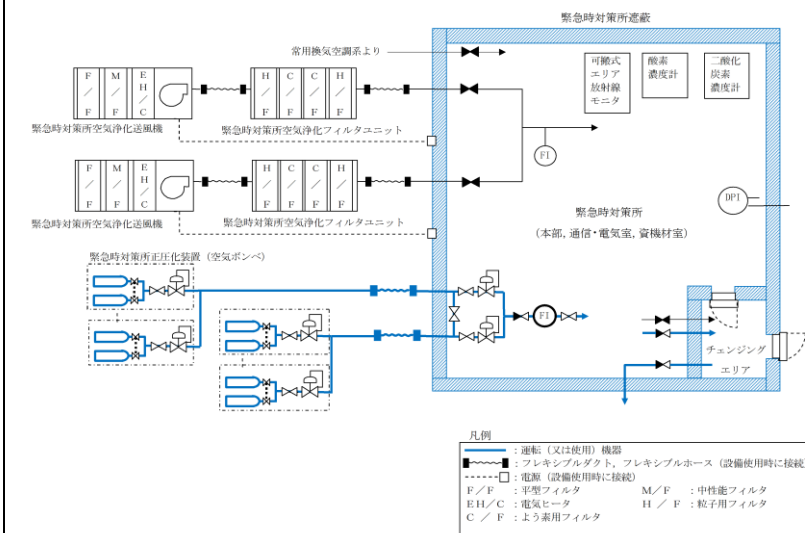 緊急時対策所遮蔽
常用換気空調系より
可搬式
エリア
放射線
モニタ
酸素
濃度計
二酸化
炭素
濃度計
F/F
M/F
EH/C
H/F
C/F
C/F
H/F
緊急時対策所空気浄化送風機
緊急時対策所空気浄化フィルタユニット
FI
F/F
M/F
EH/C
H/F
C/F
C/F
H/F
緊急時対策所空気浄化送風機
緊急時対策所空気浄化フィルタユニット
DPI
緊急時対策所
(本部, 通信・電気室, 資機材室)
緊急時対策所正圧化装置 (空気ボンベ)
FI
チェンジング
エリア
凡例
: 運転 (又は使用) 機器
: フレキシブルダクト, フレキシブルホース (設備使用時に接続)
: 電源 (設備使用時に接続)
F/F : 平型フィルタ M/F : 中性能フィルタ
EH/C : 電気ヒータ H / F : 粒子用フィルタ
C / F : よう素用フィルタ